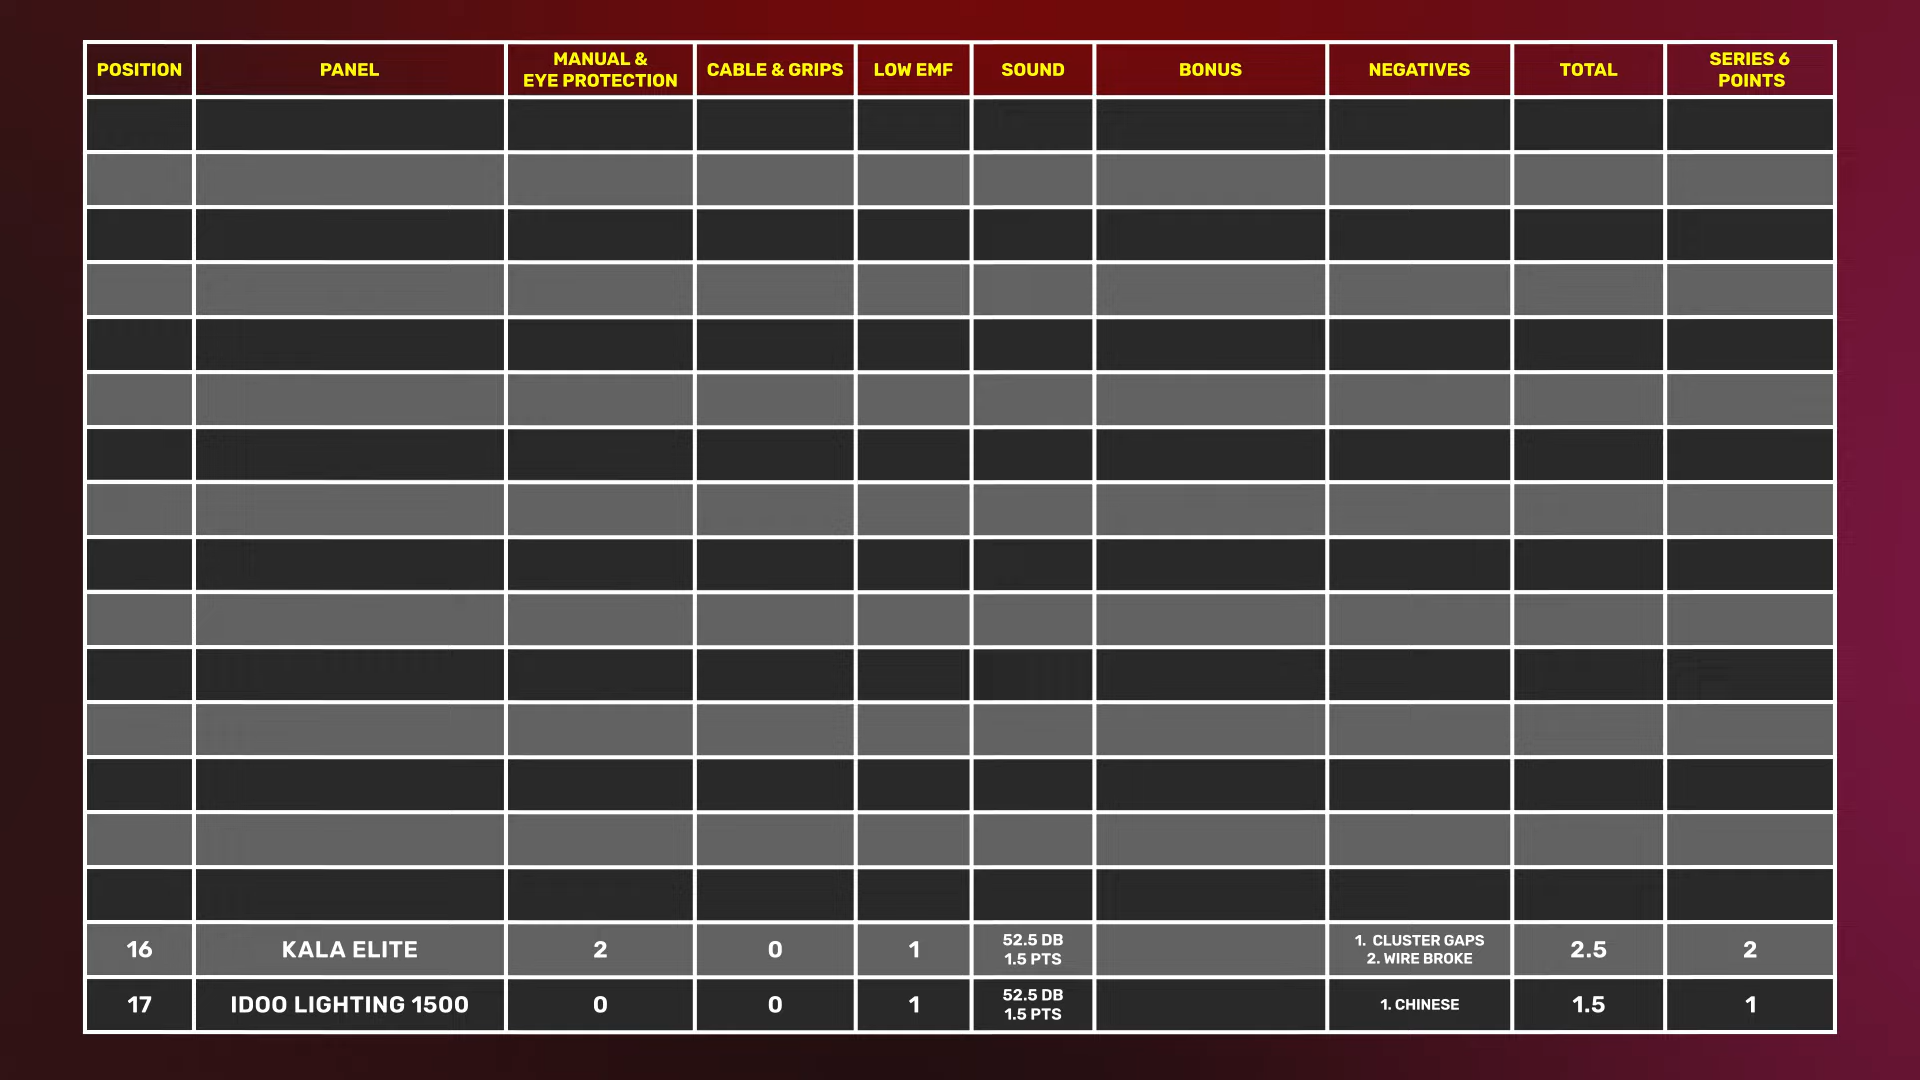 POSITION
PANEL
MANUAL &
EYE PROTECTION
CABLE & GRIPS
LOW EMF
SOUND
BONUS
NEGATIVES
TOTAL
SERIES 6
POINTS
16
KALA ELITE
2
0
1
52.5 DB
1.5 PTS
1. CLUSTER GAPS
2. WIRE BROKE
2.5
2
17
IDOO LIGHTING 1500
0
0
1
52.5 DB
1.5 PTS
1. CHINESE
1.5
1